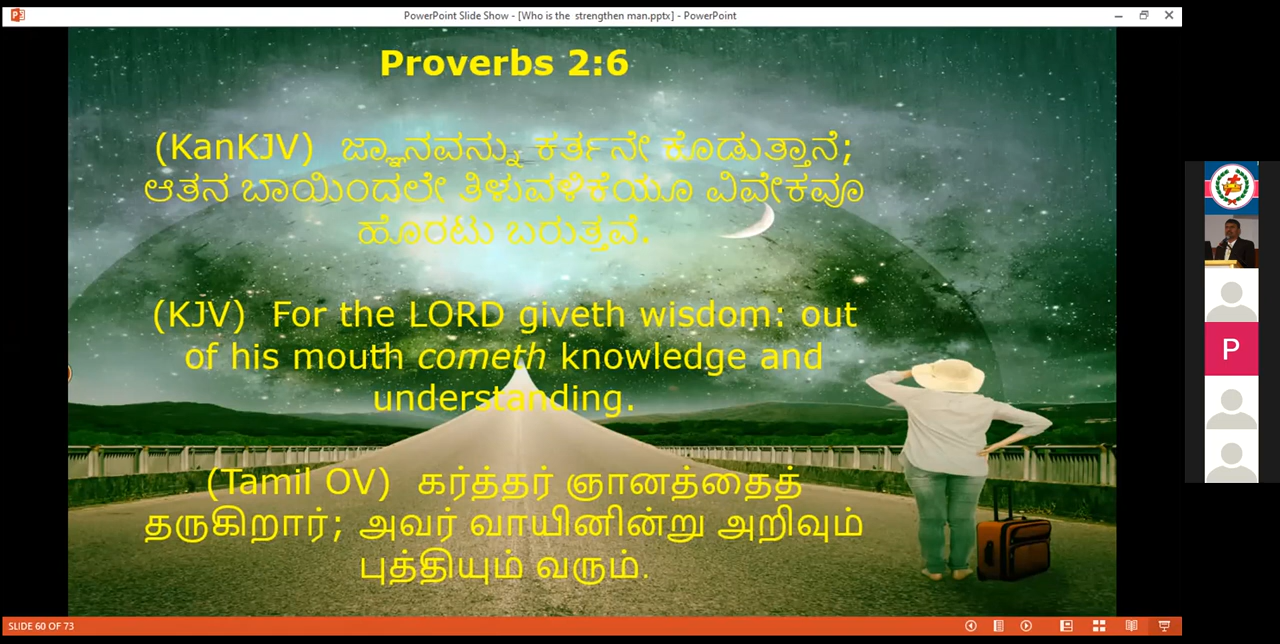 PowerPoint Slide Show - [Who is the  strengthen man.pptx] - PowerPoint
Proverbs 2:6
(KanKJV)  ಜ್ಞಾನವನ್ನು ಕರ್ತನೇ ಕೊಡುತ್ತಾನೆ;
ಆತನ ಬಾಯಿಂದಲೇ ತಿಳುವಳಿಕೆಯೂ ವಿವೇಕವೂ
ಹೊರಟು ಬರುತ್ತವೆ.
(KJV)  For the LORD giveth wisdom: out
of his mouth cometh knowledge and
understanding.
(Tamil OV)  கர்த்தர் ஞானத்தைத்
தருகிறார்; அவர் வாயினின்று அறிவும்
புத்தியும் வரும்.
P
SLIDE 60 OF 73